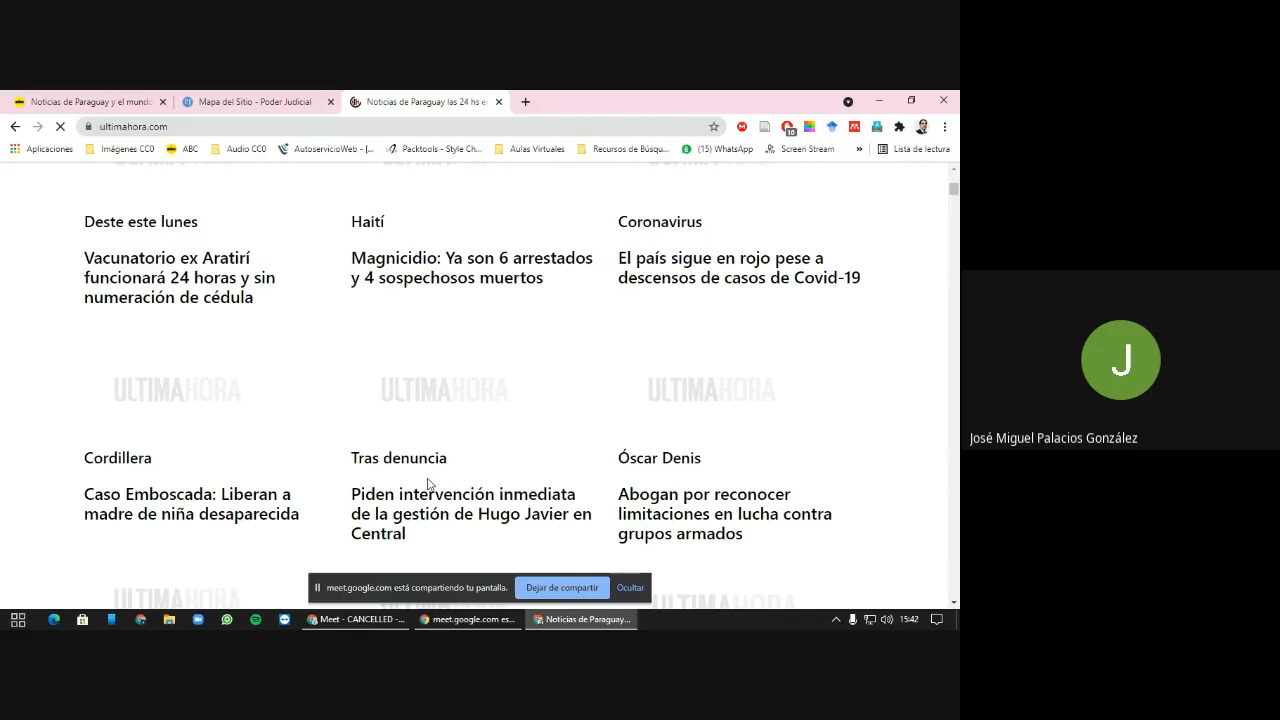 Noticias de Paraguay y el mundo
Mapa del Sitio - Poder Judicial
Noticias de Paraguay las 24 hs e
ultimahora.com
10
Aplicaciones
Imágenes CC0
ABC
Audio CC0
AutoservicioWeb - [...
Packtools - Style Ch...
Aulas Virtuales
Recursos de Búsqu...
(15) WhatsApp
Screen Stream
»
Lista de lectura
Deste este lunes
Vacunatorio ex Aratirí
funcionará 24 horas y sin
numeración de cédula
Haití
Magnicidio: Ya son 6 arrestados
y 4 sospechosos muertos
Coronavirus
El país sigue en rojo pese a
descensos de casos de Covid-19
ULTIMAHORA
ULTIMAHORA
ULTIMAHORA
Cordillera
Caso Emboscada: Liberan a
madre de niña desaparecida
Tras denuncia
Piden intervención inmediata
de la gestión de Hugo Javier en
Central
Óscar Denis
Abogan por reconocer
limitaciones en lucha contra
grupos armados
meet.google.com está compartiendo tu pantalla.
Dejar de compartir
Ocultar
Meet - CANCELLED -...
meet.google.com es...
Noticias de Paraguay...
15:42
J
José Miguel Palacios González